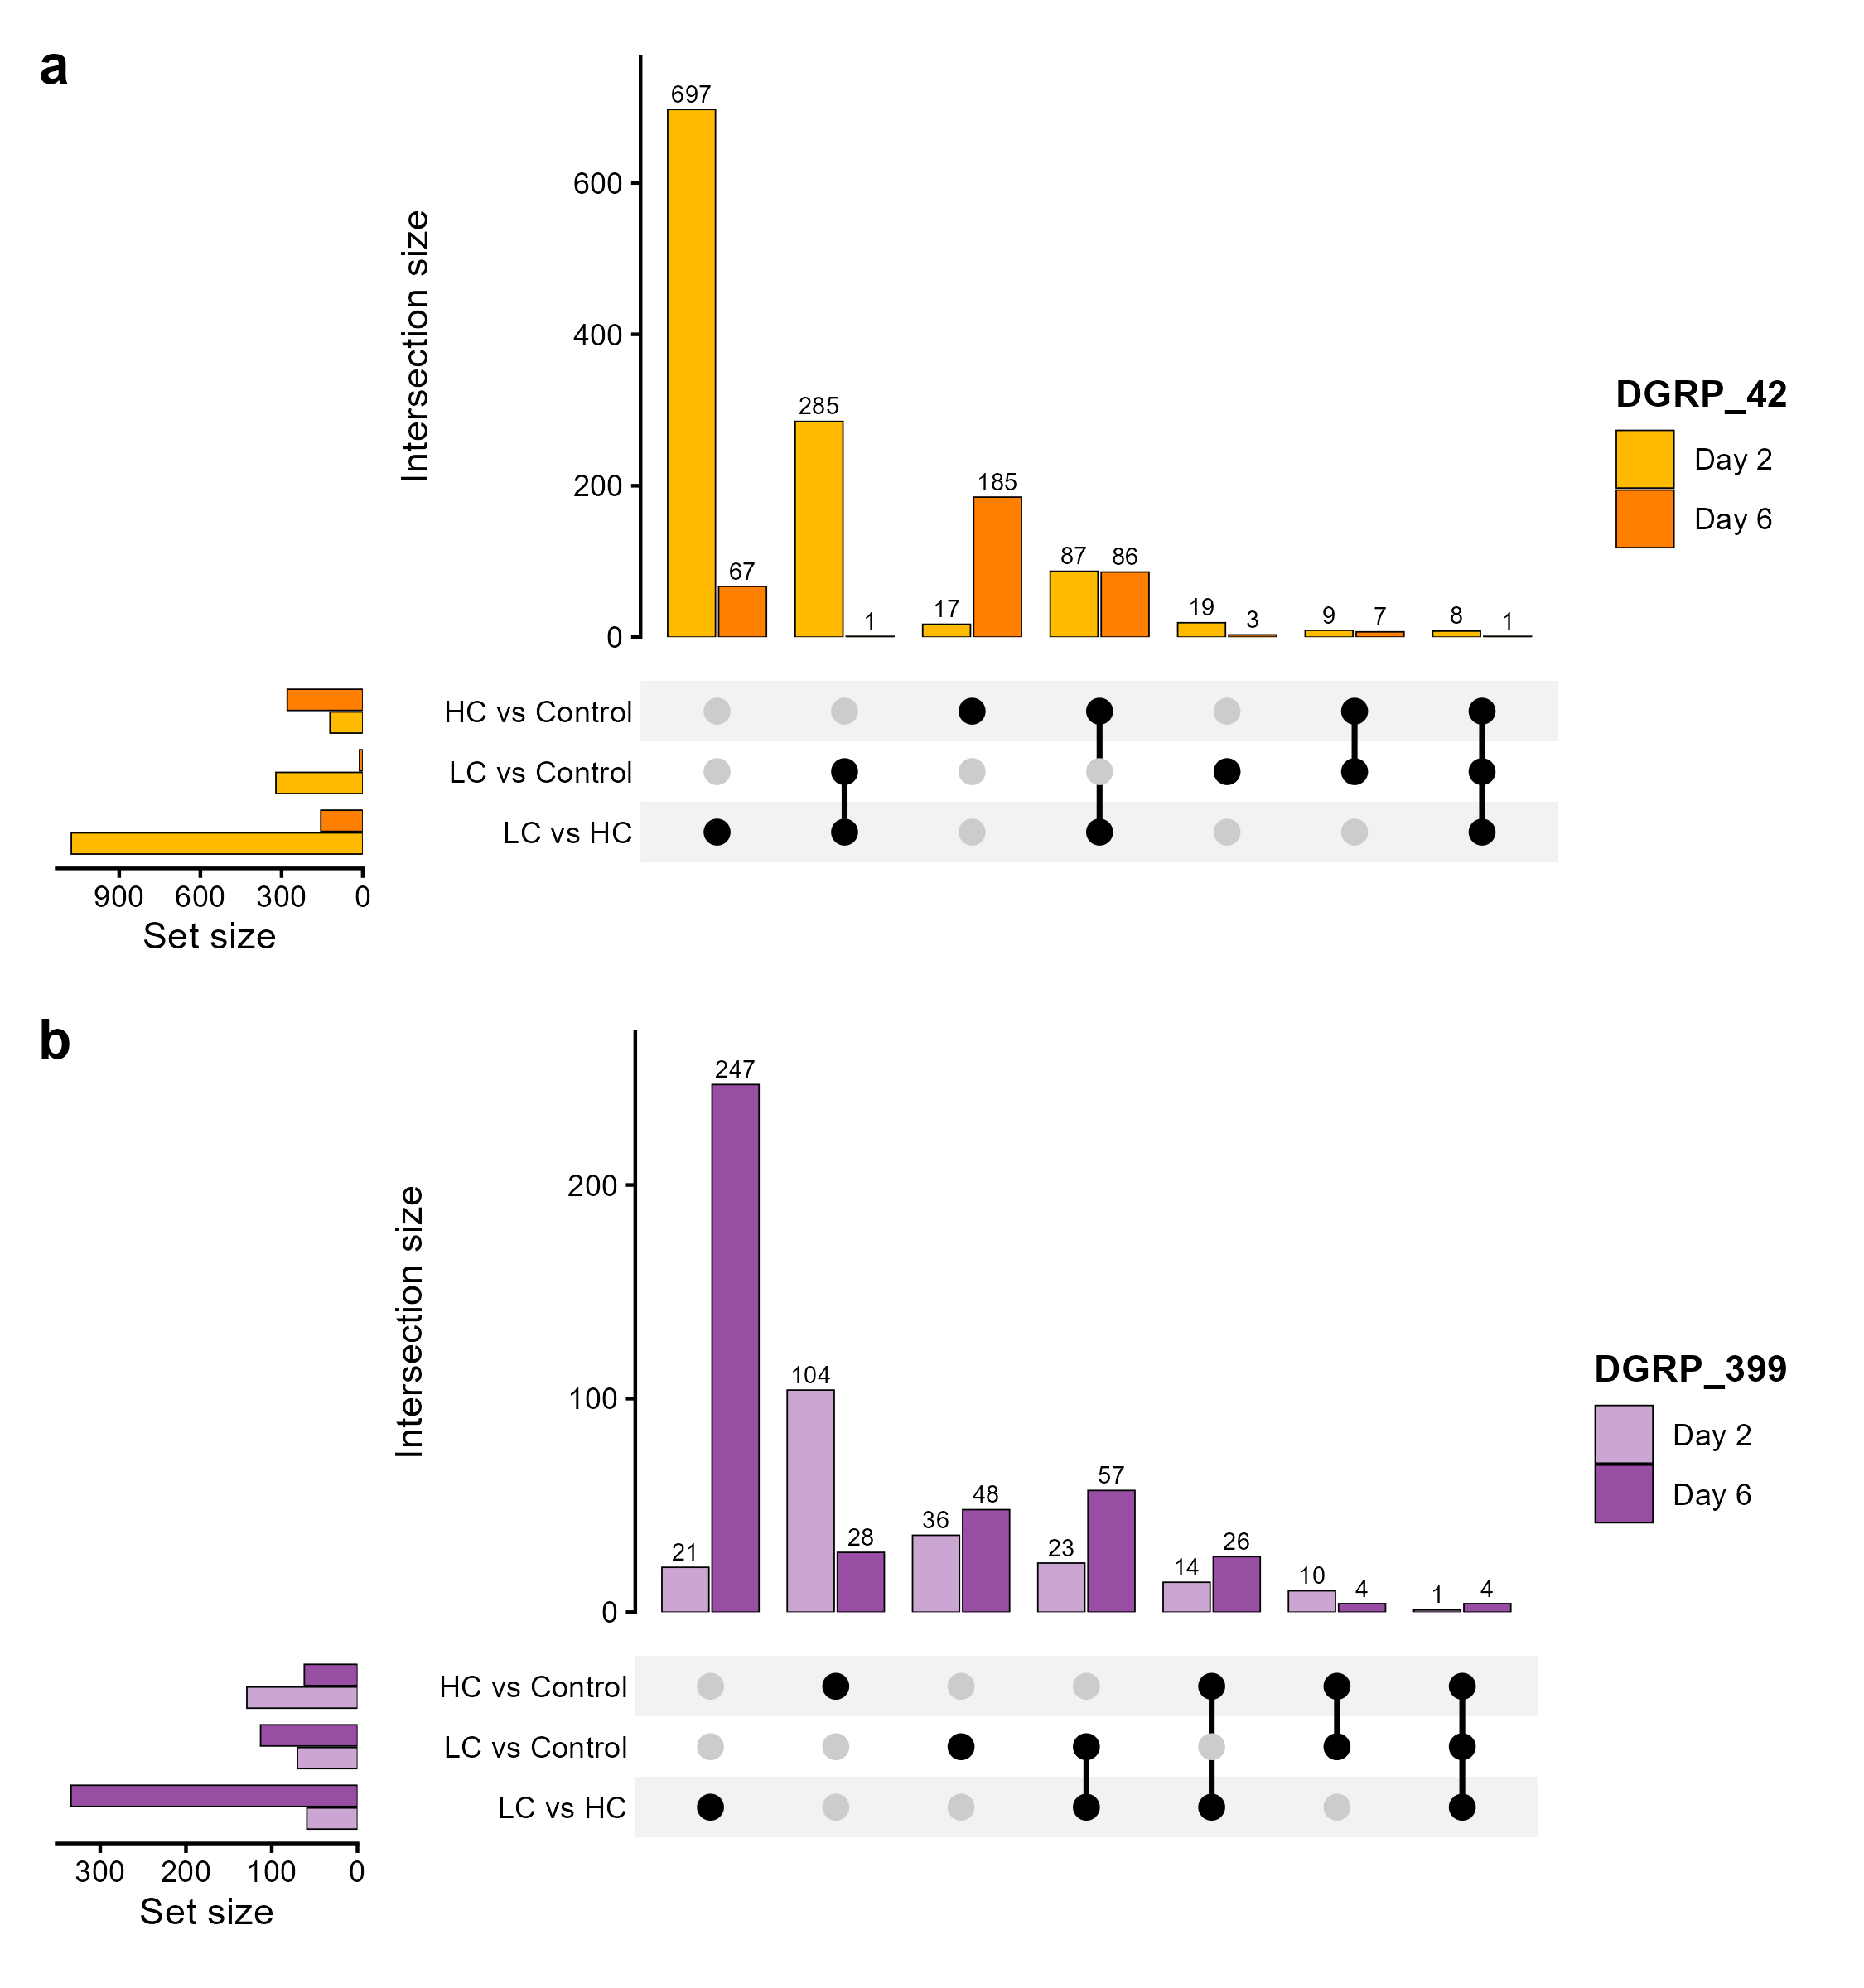 a
Intersection size
600
400
200
0
697
67
285
1
17
185
87
86
19
3
9
7
8
1
DGRP_42
Day 2
Day 6
HC vs Control
LC vs Control
LC vs HC
900 600 300 0
Set size
b
Intersection size
200
100
0
21
247
104
28
36
48
23
57
14
26
10
4
1
4
DGRP_399
Day 2
Day 6
HC vs Control
LC vs Control
LC vs HC
300 200 100 0
Set size